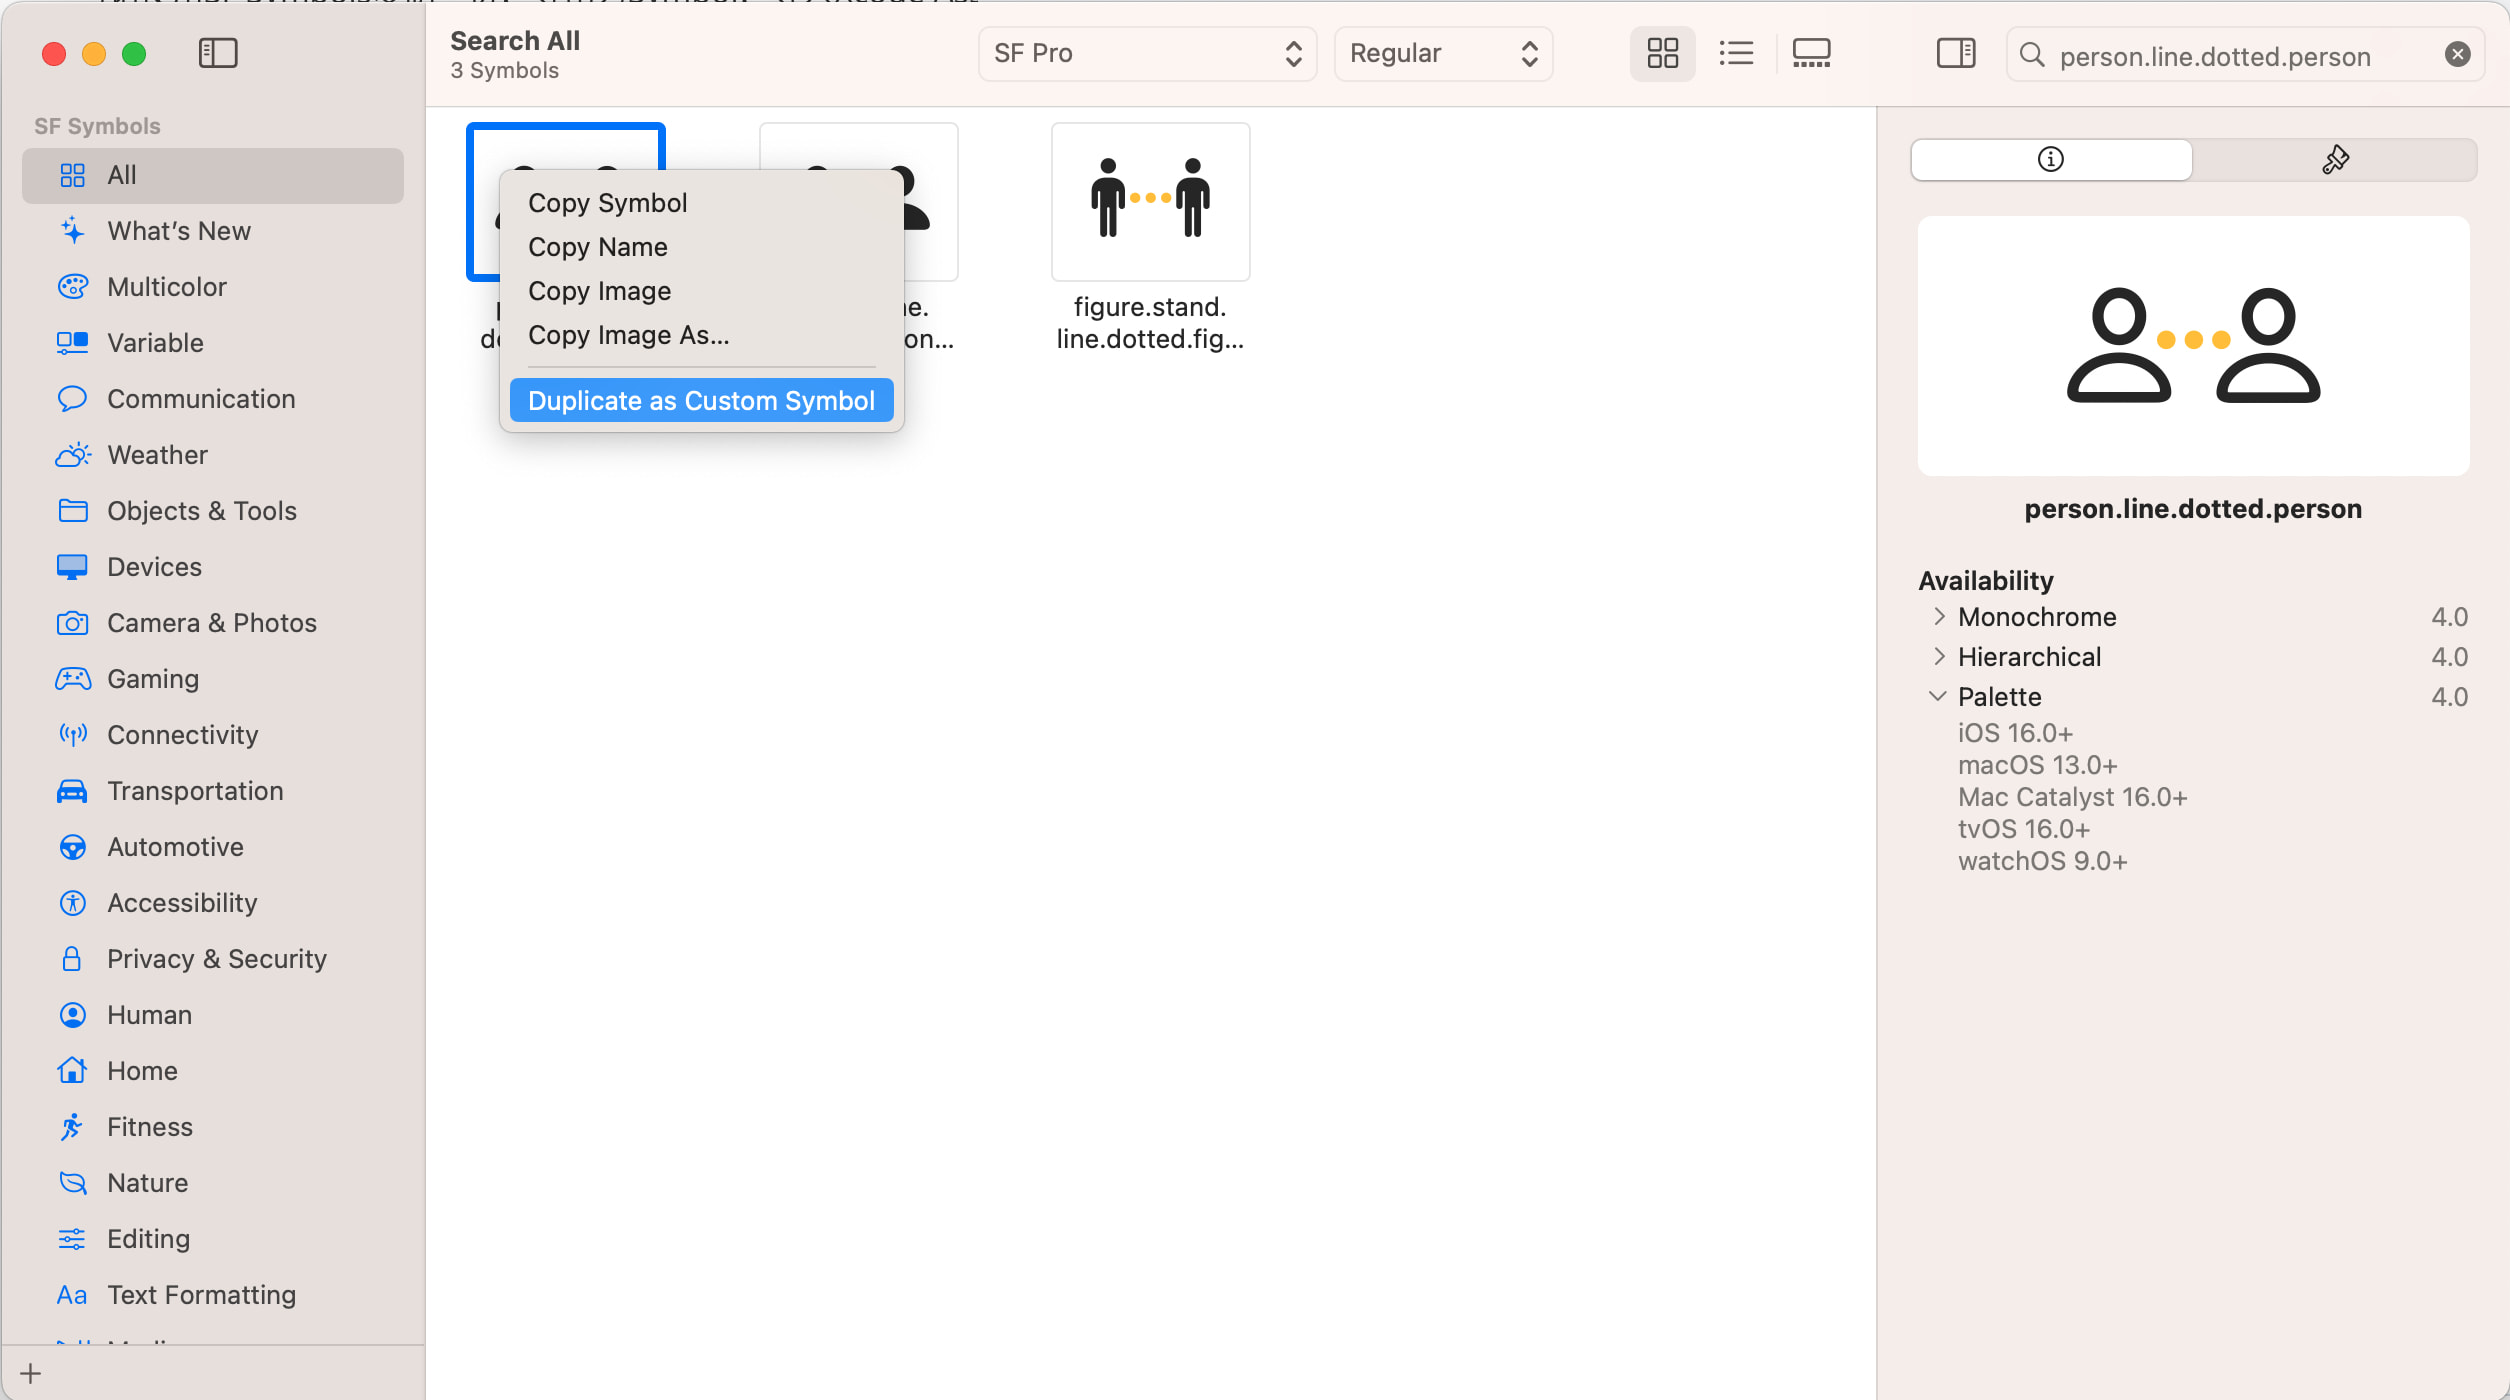 Search All
3 Symbols
SF Pro
Regular
person.line.dotted.person
SF Symbols
All
What’s New
Multicolor
Variable
Communication
Weather
Objects & Tools
Devices
Camera & Photos
Gaming
Connectivity
Transportation
Automotive
Accessibility
Privacy & Security
Human
Home
Fitness
Nature
Editing
Aa Text Formatting
Copy Symbol
Copy Name
Copy Image
Copy Image As...
Duplicate as Custom Symbol
figure.stand.
line.dotted.fig...
person.line.dotted.person
Availability
Monochrome 4.0
Hierarchical 4.0
Palette 4.0
iOS 16.0+
macOS 13.0+
Mac Catalyst 16.0+
tvOS 16.0+
watchOS 9.0+